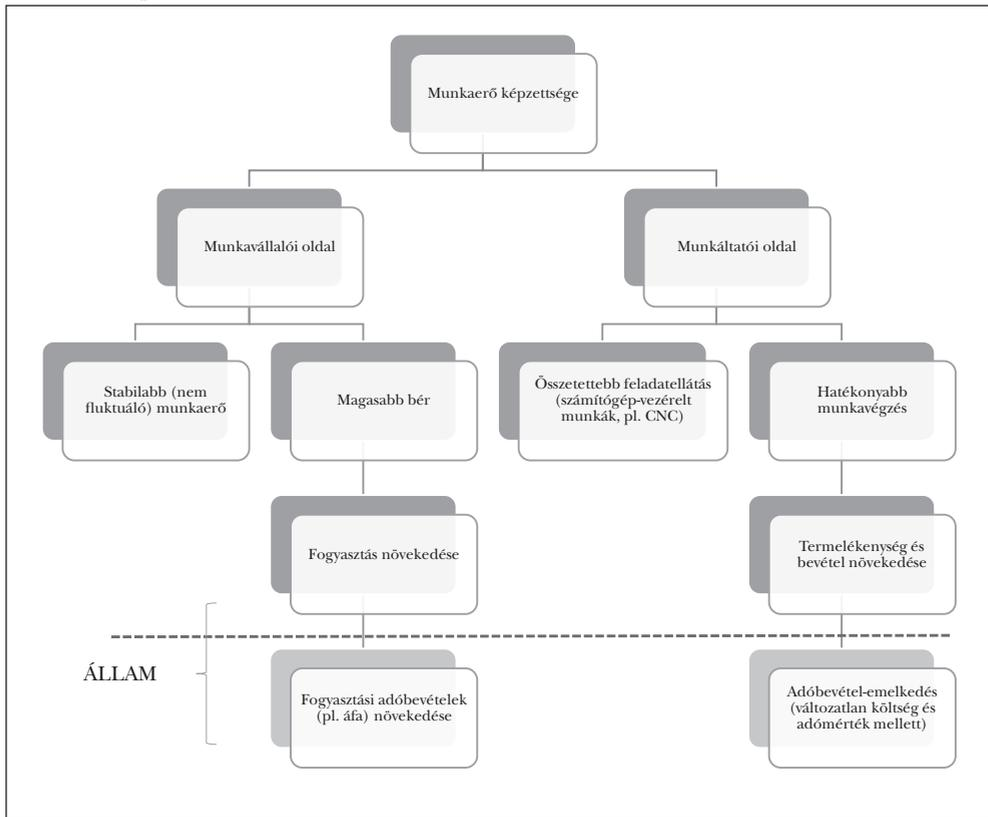 Munkaerő képzettsége
Munkavállalói oldal
Munkáltatói oldal
Stabilabb (nem
fluktuáló) munkaerő
Magasabb bér
Összetettebb feladatellátás
(számítógép-vezérelt
munkák, pl. CNC)
Hatékonyabb
munkavégzés
Fogyasztás növekedése
Termelékenység és
bevétel növekedése
ÁLLAM
Fogyasztási adóbevételek
(pl. áfa) növekedése
Adóbevétel-emelkedés
(változatlan költség és
adómérték mellett)